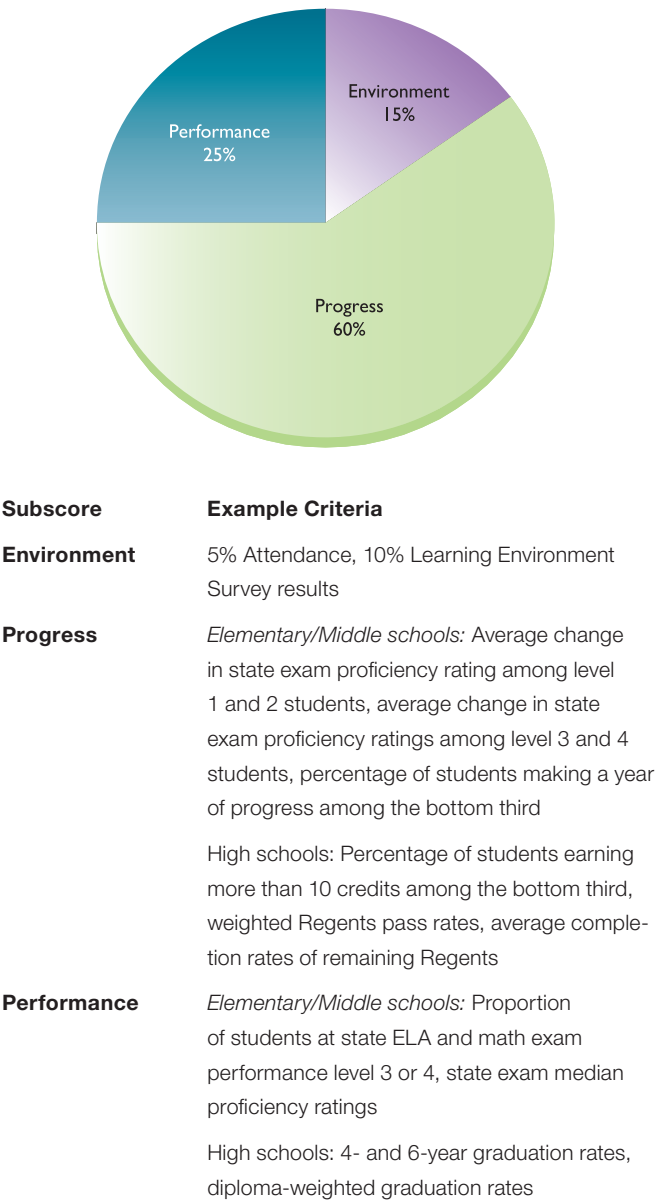 Environment
15%
Performance
25%
Progress
60%
Subscore Example Criteria
Environment 5% Attendance, 10% Learning Environment
Survey results
Progress Elementary/Middle schools: Average change
in state exam proficiency rating among level
1 and 2 students, average change in state
exam proficiency ratings among level 3 and 4
students, percentage of students making a year
of progress among the bottom third
High schools: Percentage of students earning
more than 10 credits among the bottom third,
weighted Regents pass rates, average comple-
tion rates of remaining Regents
Performance Elementary/Middle schools: Proportion
of students at state ELA and math exam
performance level 3 or 4, state exam median
proficiency ratings
High schools: 4- and 6-year graduation rates,
diploma-weighted graduation rates